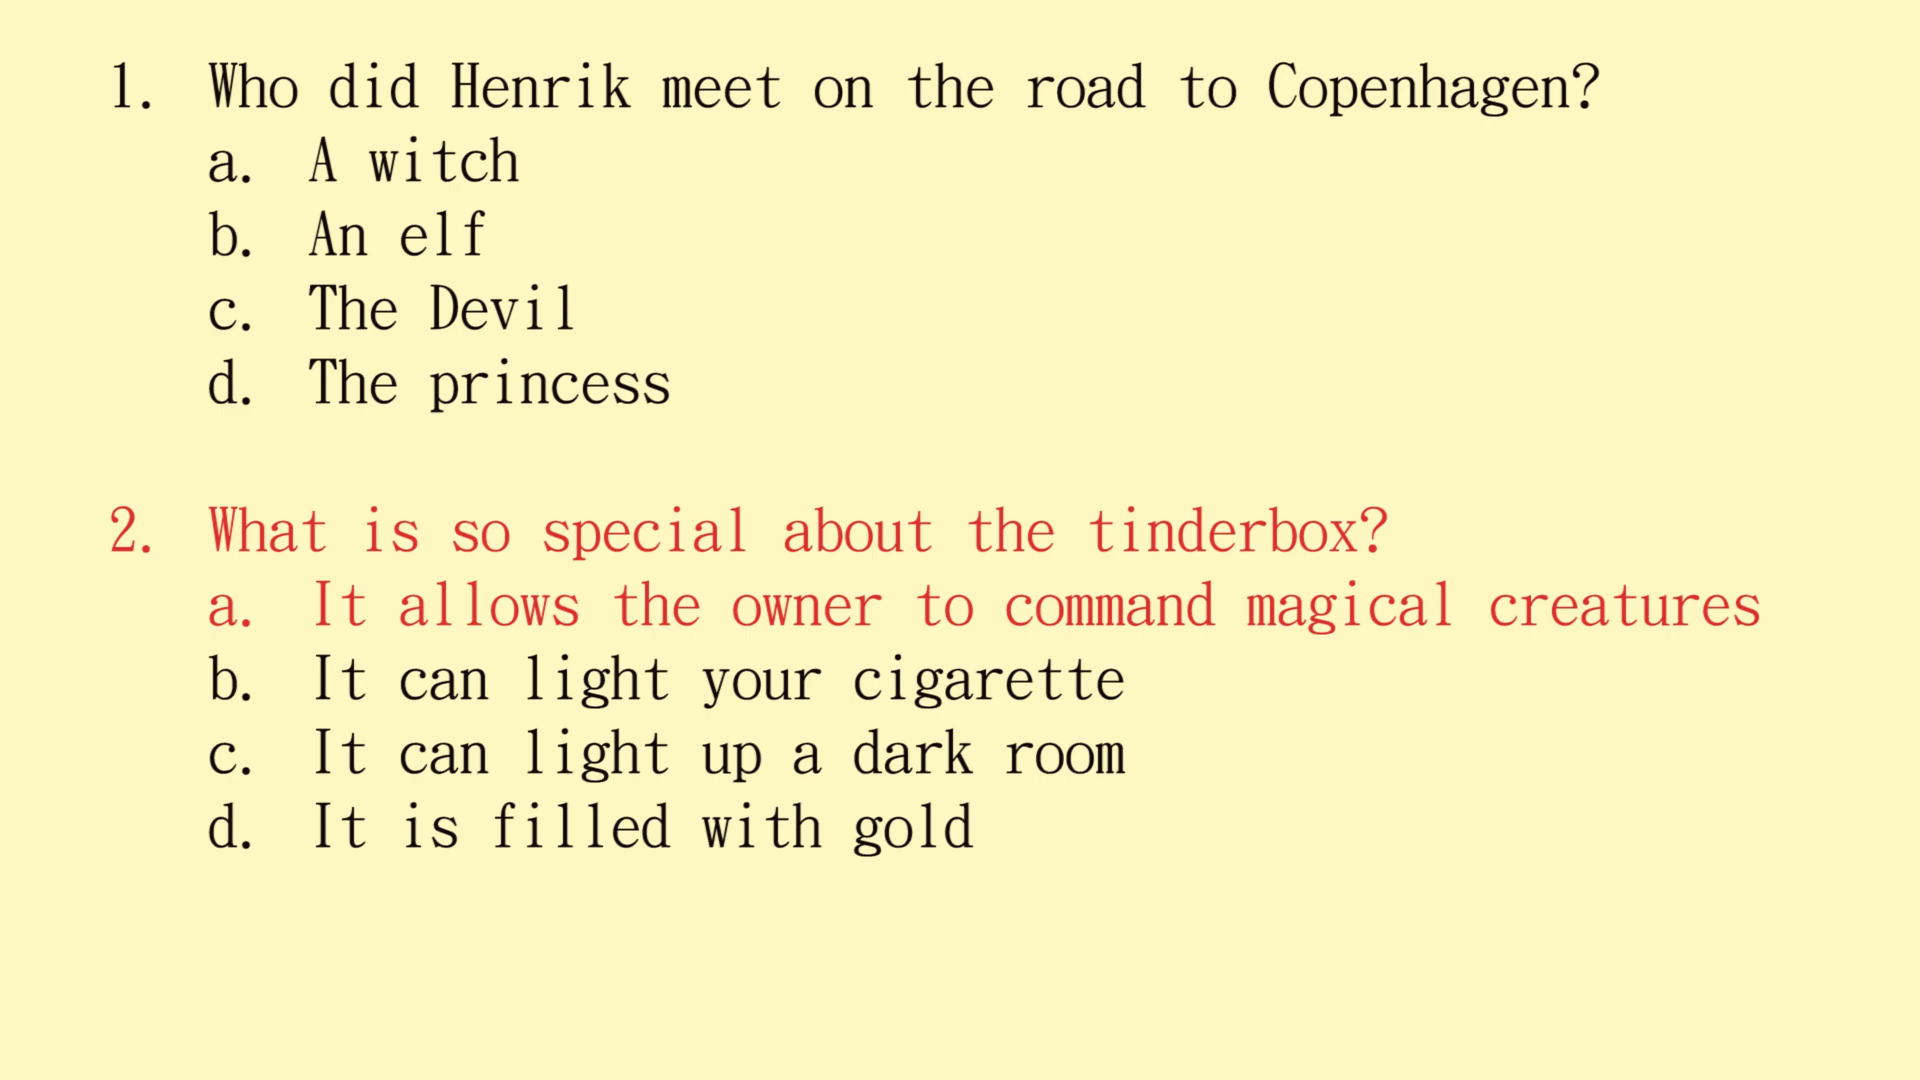 1. Who did Henrik meet on the road to Copenhagen?
a. A witch
b. An elf
c. The Devil
d. The princess
2. What is so special about the tinderbox?
a. It allows the owner to command magical creatures
b. It can light your cigarette
c. It can light up a dark room
d. It is filled with gold